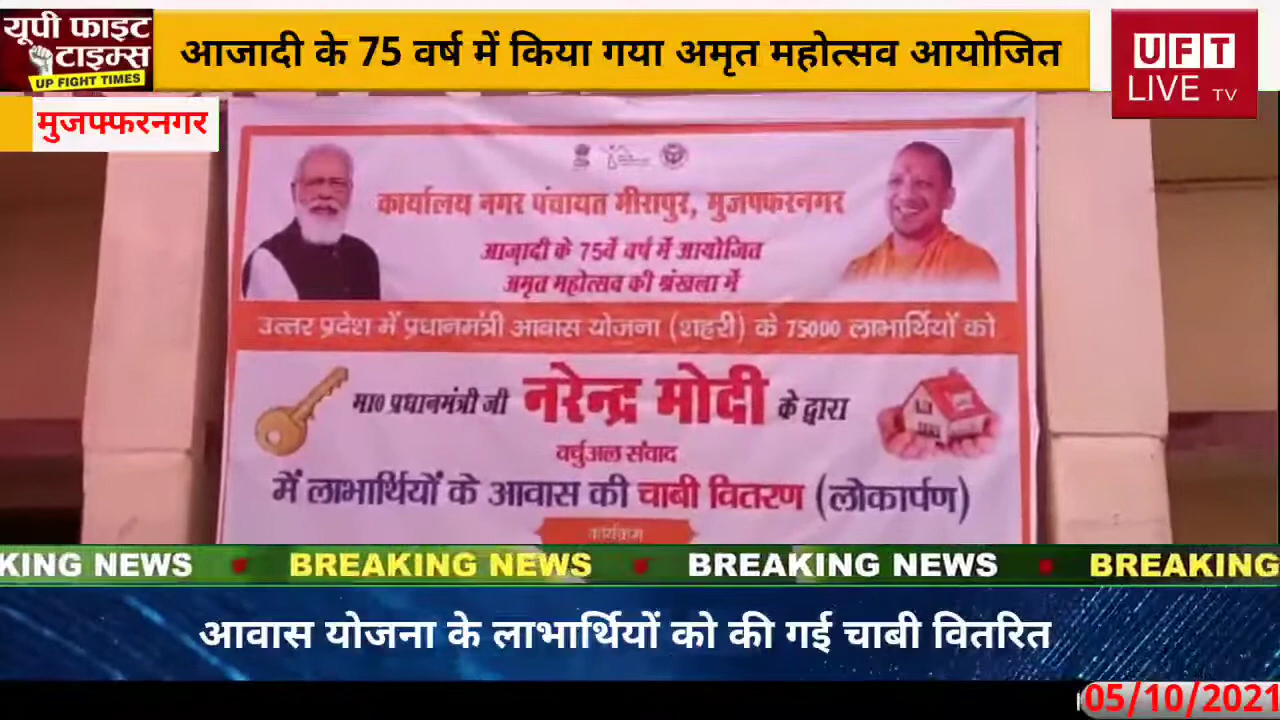 यूपी फाइट
टाइम्स
UP FIGHT TIMES
आजादी के 75 वर्ष में किया गया अमृत महोत्सव आयोजित
UFT
LIVE TV
मुजफ्फरनगर
कार्यालय नगर पंचायत मीरापुर, मुजफ्फरनगर
आज़ादी के 75वें वर्ष में आयोजित
अमृत महोत्सव की श्रंखला में
उत्तर प्रदेश में प्रधानमंत्री आवास योजना (शहरी) के 75000 लाभार्थियों को
मा० प्रधानमंत्री जी नरेन्द्र मोदी के द्वारा
वर्चुअल संवाद
में लाभार्थियों के आवास की चाबी वितरण (लोकार्पण)
कार्यक्रम
KING NEWS BREAKING NEWS BREAKING NEWS BREAKING
आवास योजना के लाभार्थियों को की गई चाबी वितरित
05/10/2021